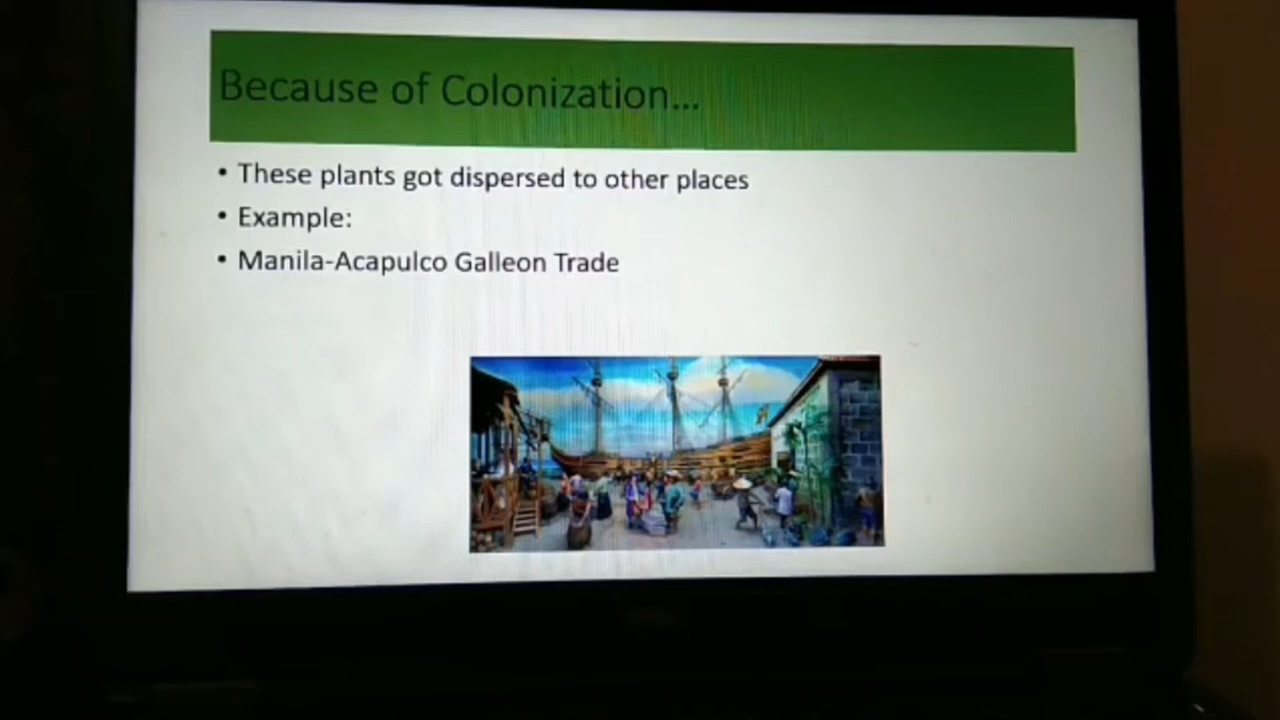 Because of Colonization...
• These plants got dispersed to other places
• Example:
• Manila-Acapulco Galleon Trade